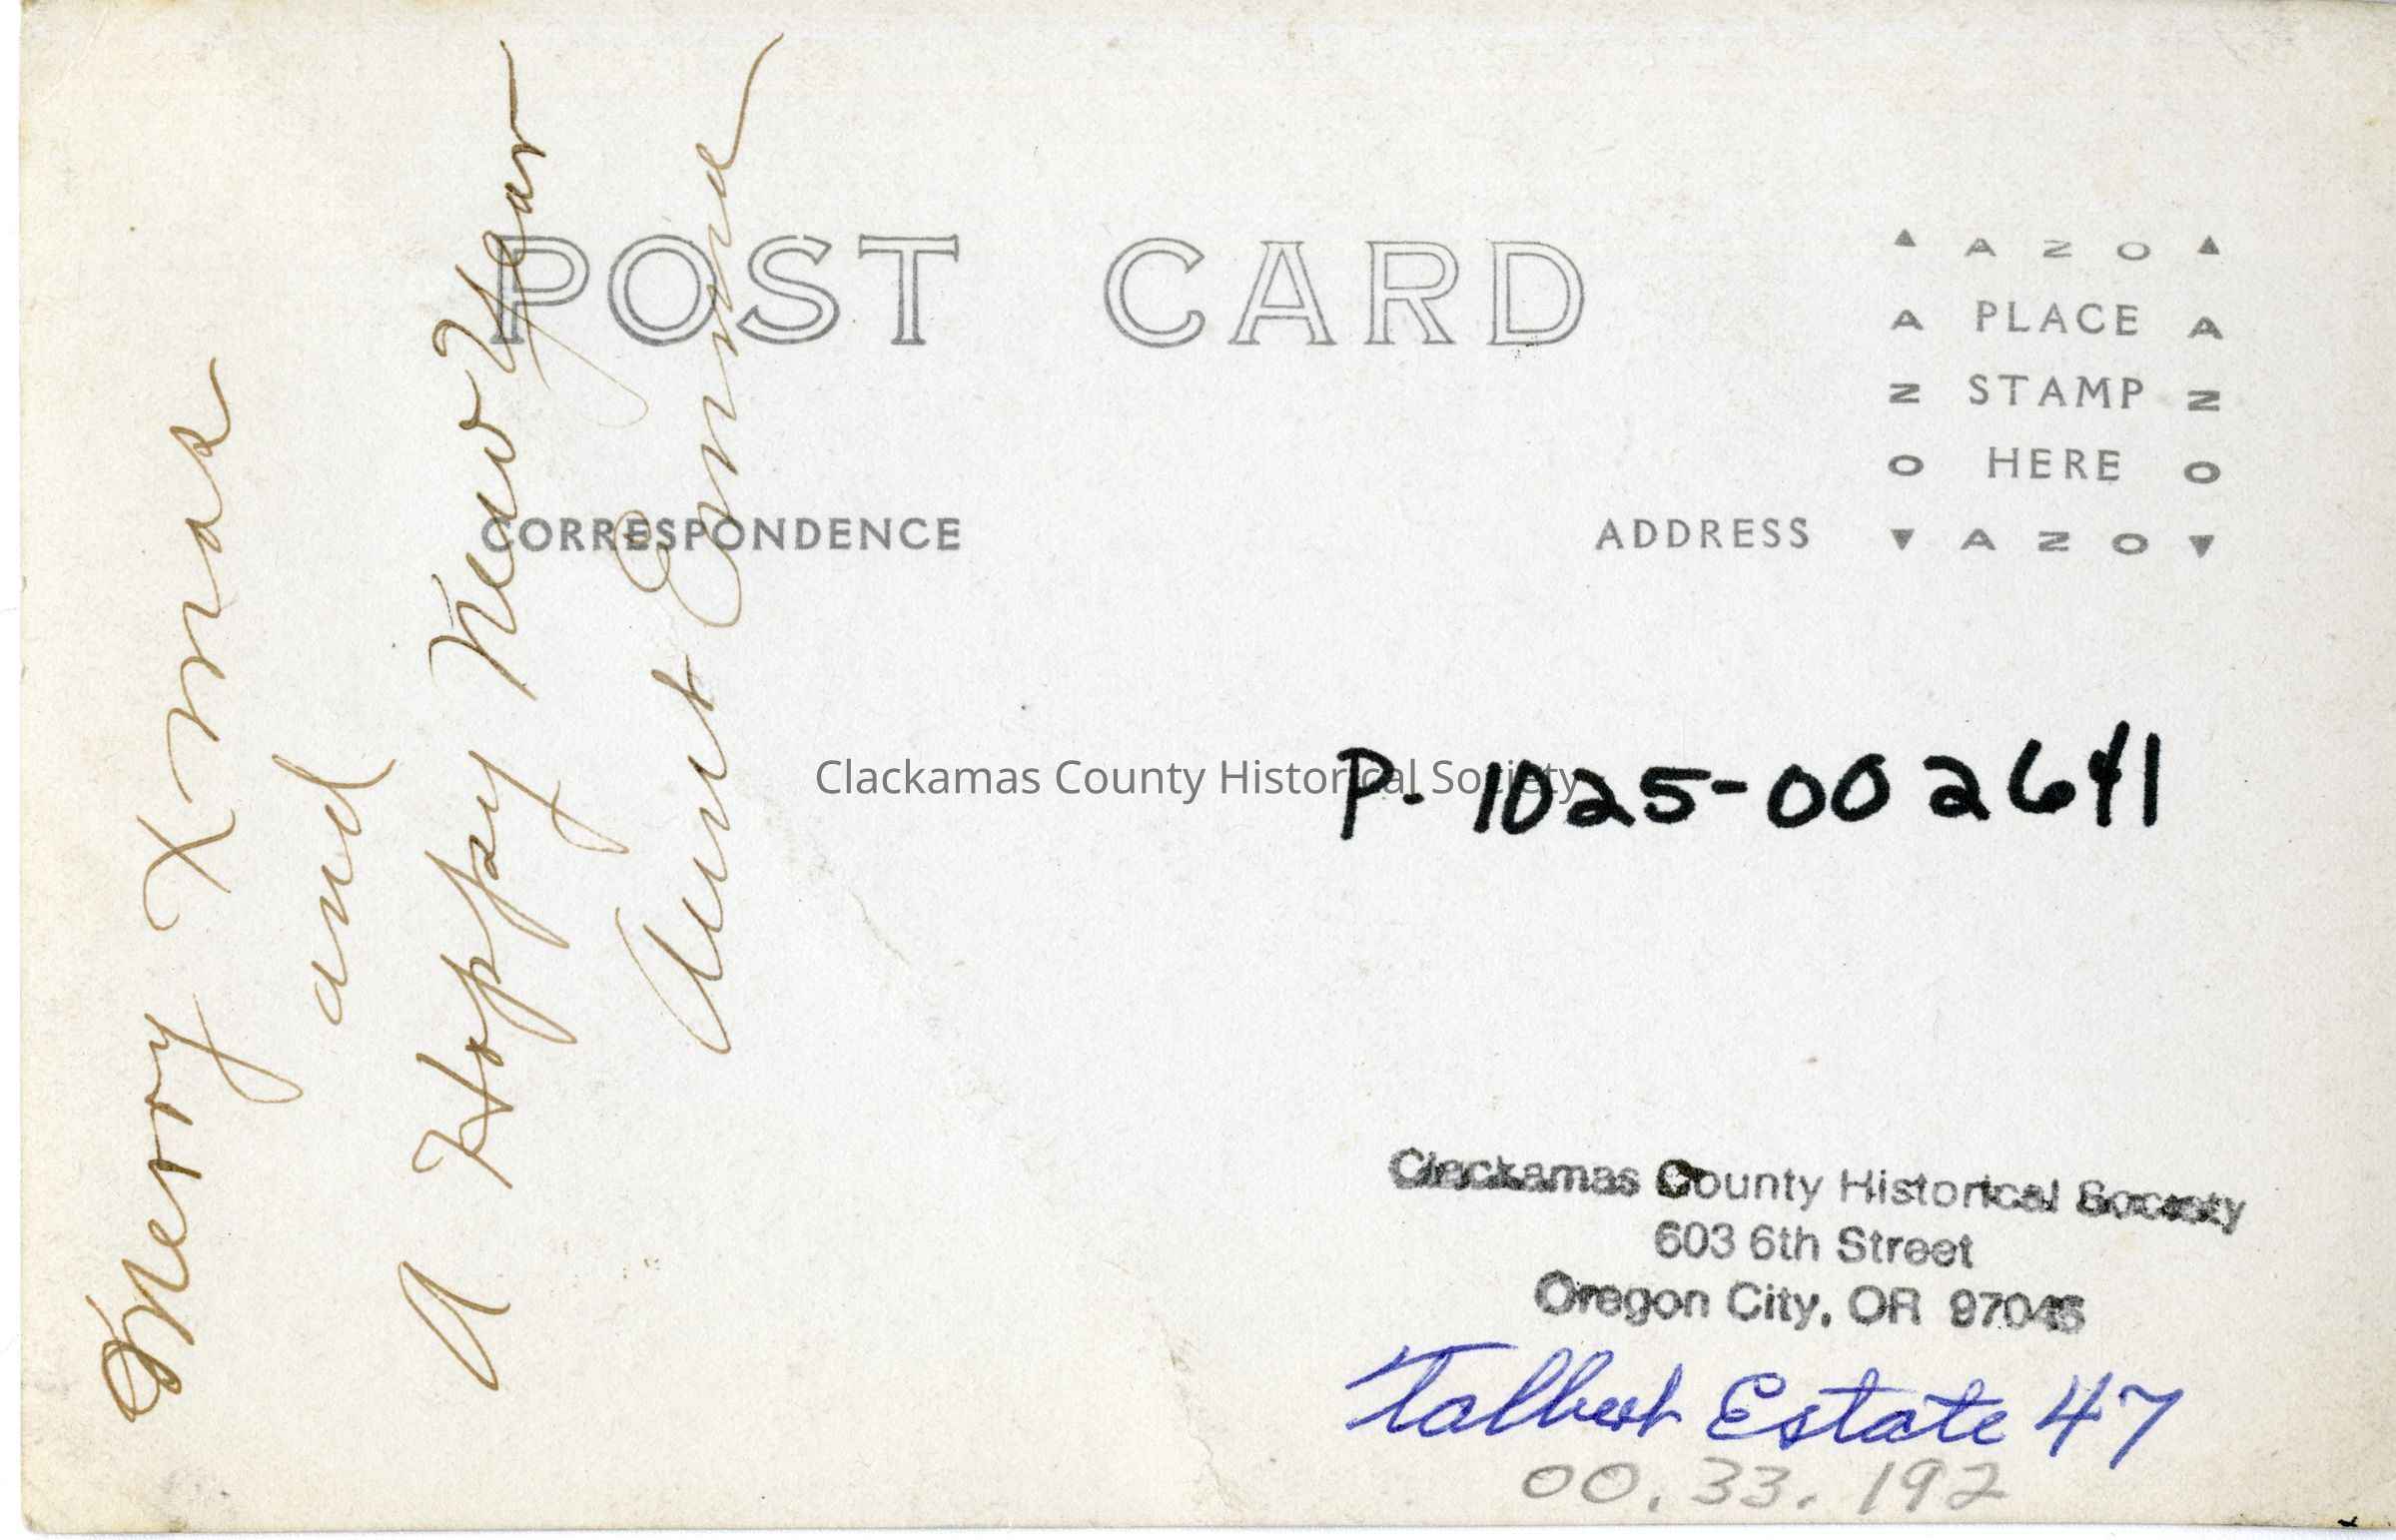 Merry Xmas
and
A Happy New Year
Aunt Emma
POST CARD
CORRESPONDENCE
ADDRESS
▲ A Z O ▲
A PLACE A
Z STAMP Z
O HERE O
▼ A Z O ▼
Clackamas County Historical Society
P-1025-002641
Clackamas County Historical Society
603 6th Street
Oregon City, OR 97045
Talbert Estate 47
00.33.192